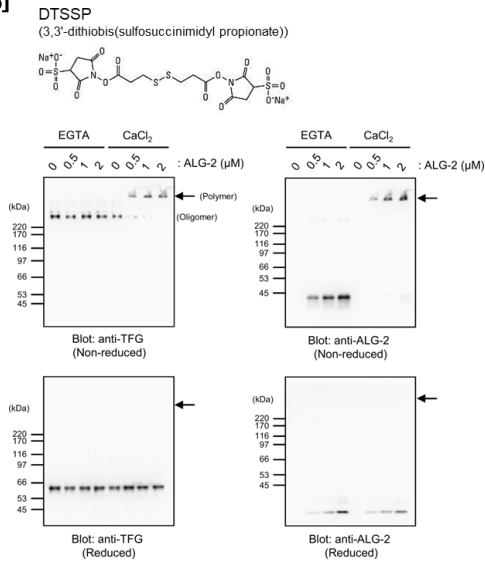 DTSSP
(3,3'-dithiobis(sulfosuccinimidyl propionate))
Na+O-
O=S=O
O
O
N
O
O
S-S
O
O
N
O
O
O=S=O
O-Na+
EGTA CaCl2
0 0.5 1 2 0 0.5 1 2 : ALG-2 (μM)
(Polymer)
(kDa)
(Oligomer)
220
170
116
97
66
53
45
Blot: anti-TFG
(Non-reduced)
EGTA CaCl2
0 0.5 1 2 0 0.5 1 2 : ALG-2 (μM)
(kDa)
220
170
116
97
66
53
45
Blot: anti-ALG-2
(Non-reduced)
(kDa)
220
170
116
97
66
53
45
Blot: anti-TFG
(Reduced)
(kDa)
220
170
116
97
66
53
45
Blot: anti-ALG-2
(Reduced)